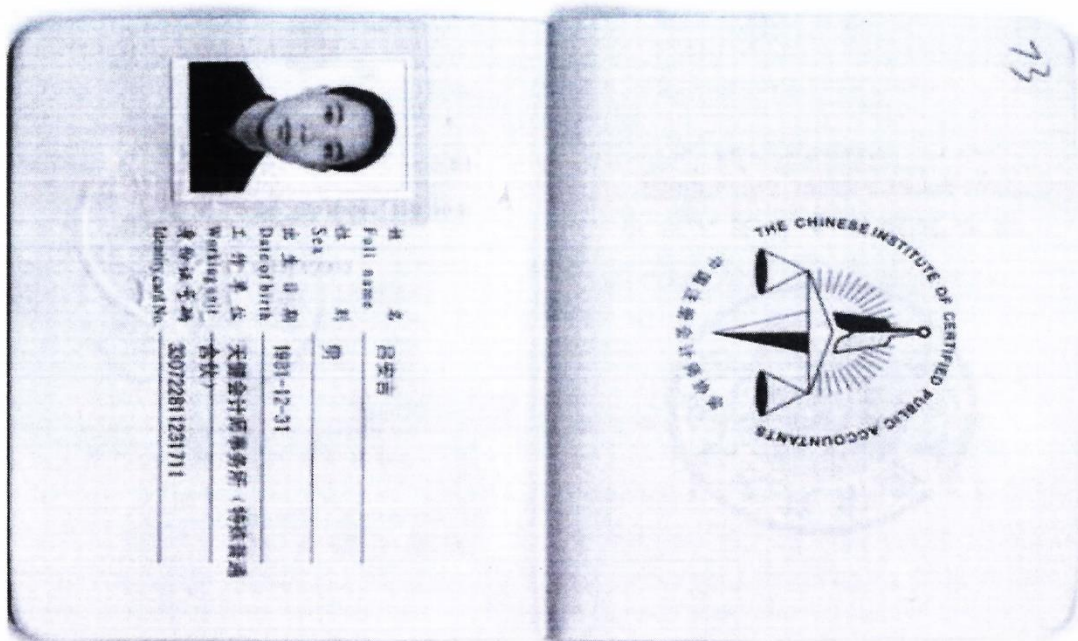 姓 名
Full name
吕安吉
性 别
Sex
男
出 生 日 期
Date of birth
1981-12-31
工 作 单 位
Working unit
天健会计师事务所（特殊普通
合伙）
身份证号码
Identity card No.
330722811231711
THE CHINESE INSTITUTE OF CERTIFIED PUBLIC ACCOUNTANTS
中国注册会计师协会